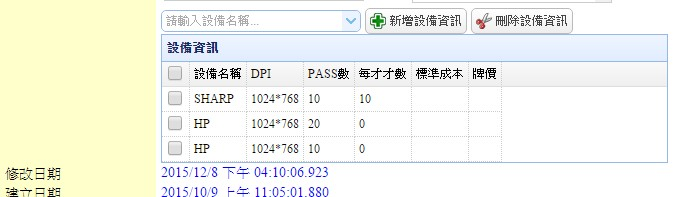 請輸入設備名稱... 新增設備資訊 刪除設備資訊
設備資訊
設備名稱 DPI PASS數 每才才數 標準成本 牌價
SHARP 1024*768 10 10
HP 1024*768 20 0
HP 1024*768 10 0
修改日期 2015/12/8 下午 04:10:06.923
建立日期 2015/10/9 上午 11:05:01.880